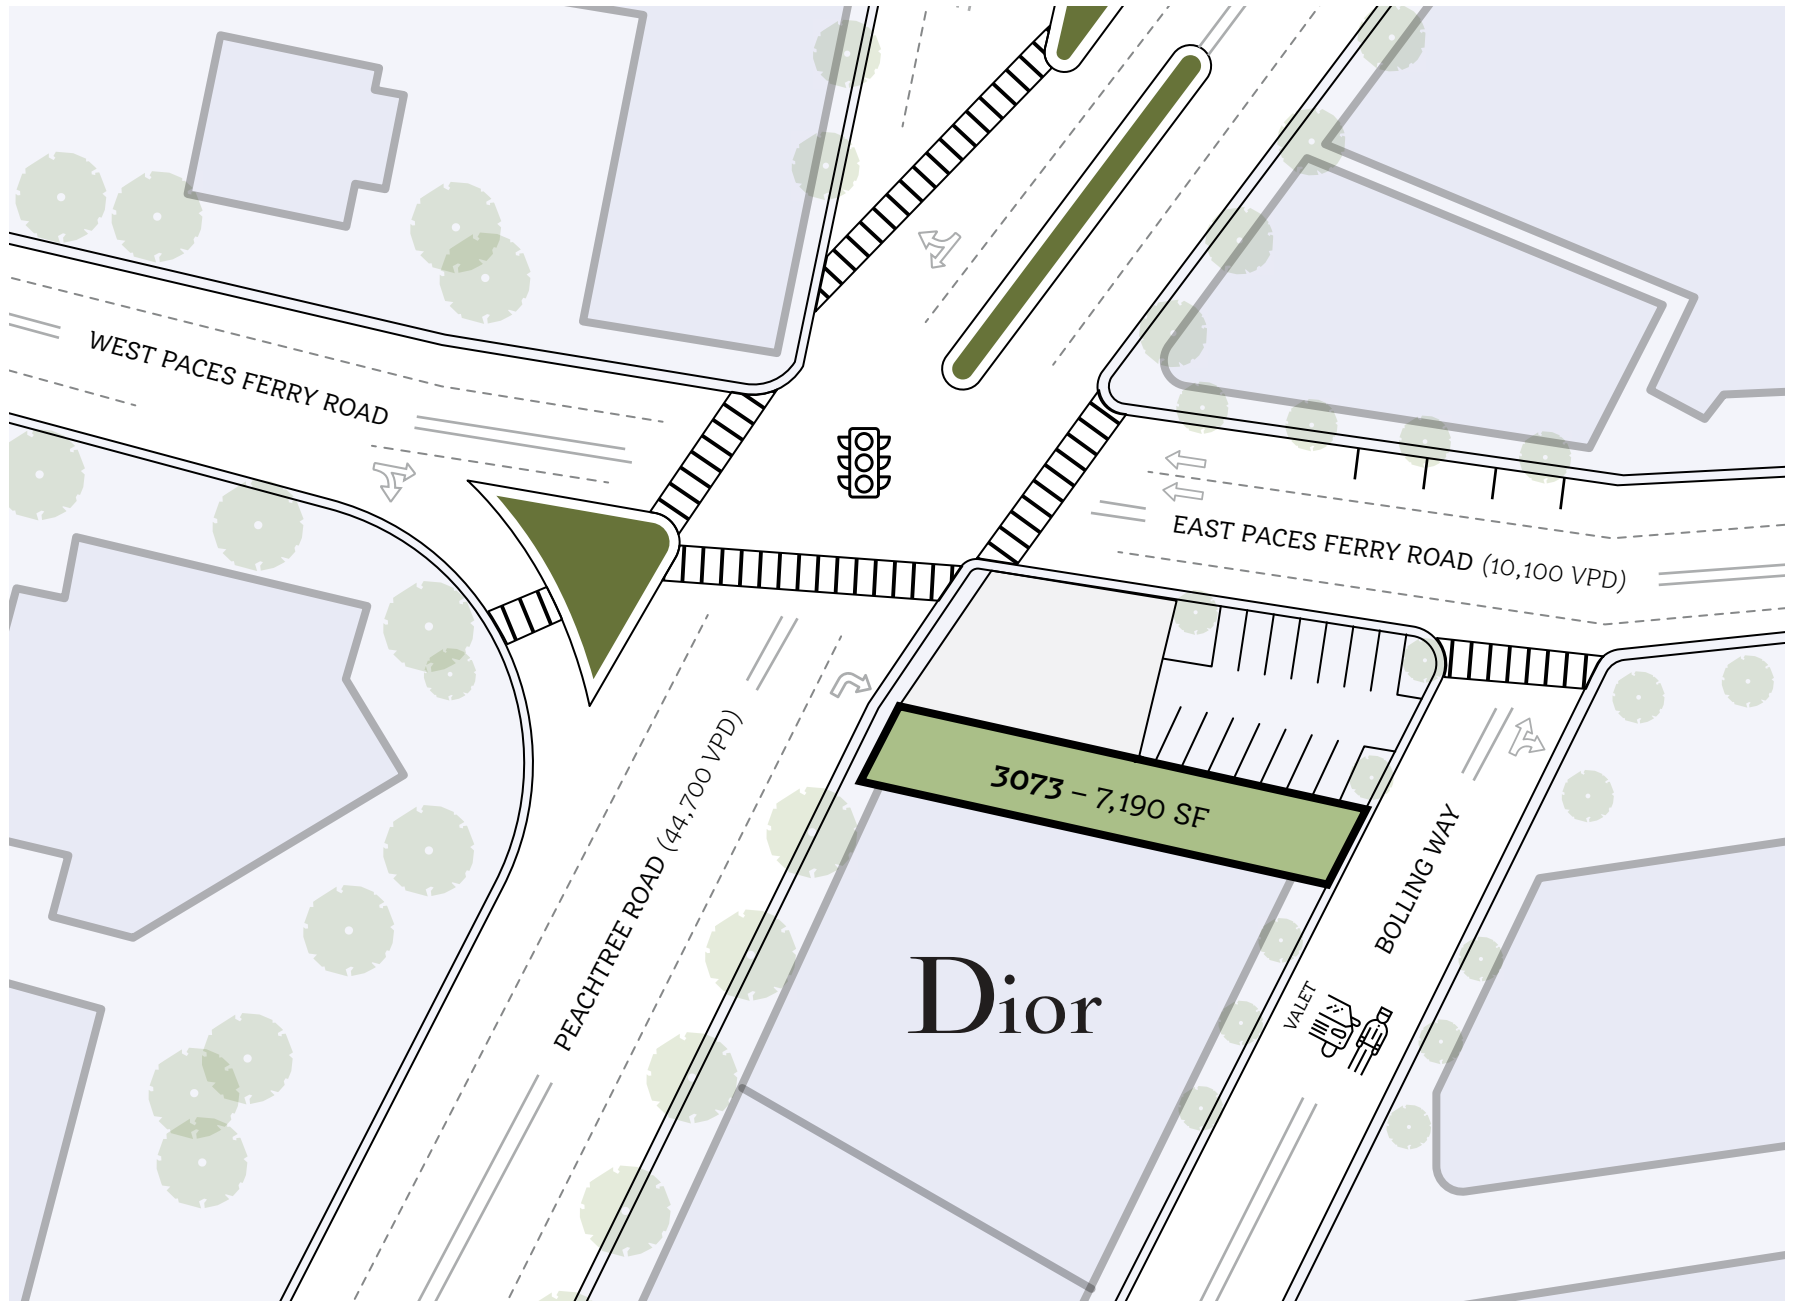 WEST PACES FERRY ROAD
EAST PACES FERRY ROAD (10,100 VPD)
PEACHTREE ROAD (44,700 VPD)
3073 – 7,190 SF
BOLLING WAY
Dior
VALET